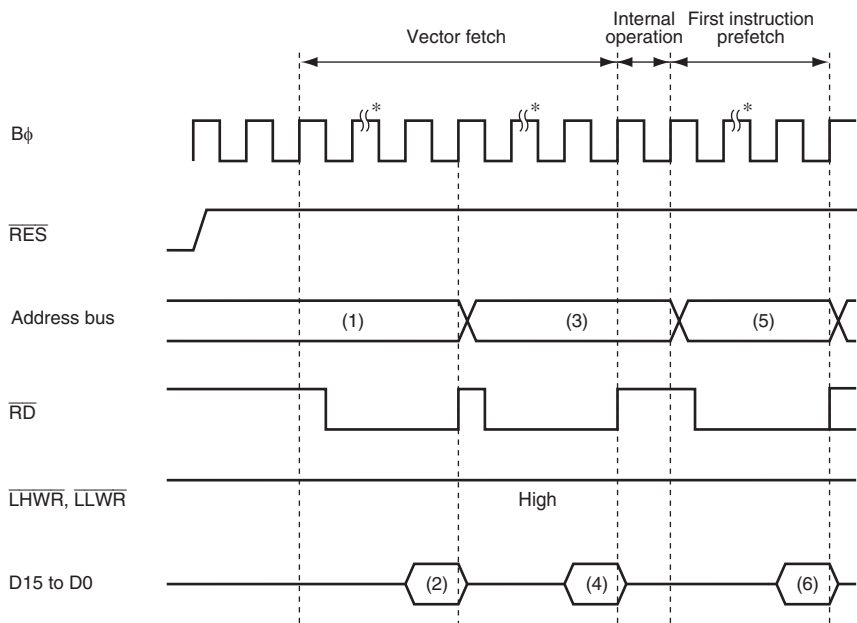 Vector fetch
Internal
operation
First instruction
prefetch
Bϕ
*
*
*
RES
Address bus
(1)
(3)
(5)
RD
LHWR, LLWR
High
D15 to D0
(2)
(4)
(6)